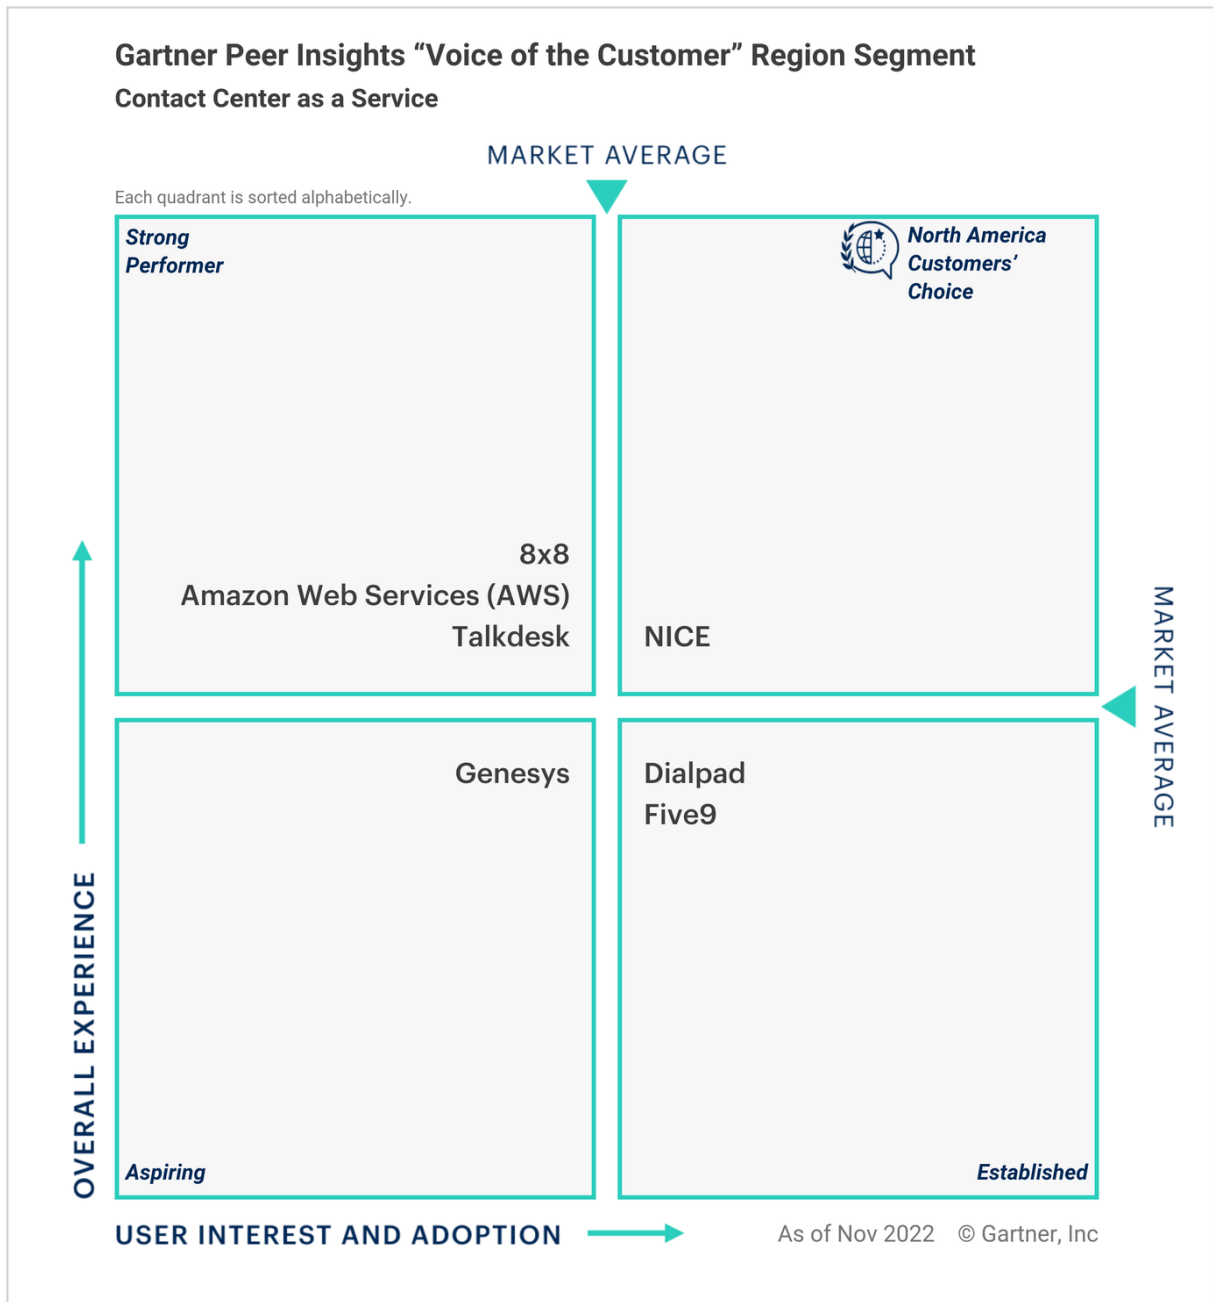 Gartner Peer Insights “Voice of the Customer” Region Segment
Contact Center as a Service
MARKET AVERAGE
Each quadrant is sorted alphabetically.
Strong
Performer
North America
Customers’
Choice
8x8
Amazon Web Services (AWS)
Talkdesk
NICE
MARKET AVERAGE
Genesys
Dialpad
Five9
OVERALL EXPERIENCE
Aspiring
Established
USER INTEREST AND ADOPTION
As of Nov 2022 © Gartner, Inc